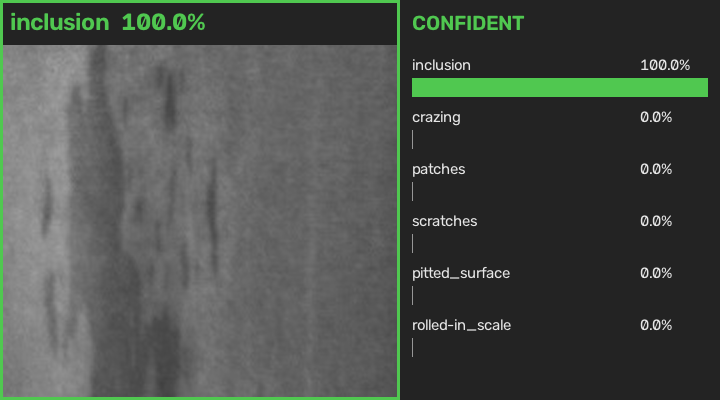 inclusion 100.0%
CONFIDENT
inclusion 100.0%
crazing 0.0%
patches 0.0%
scratches 0.0%
pitted_surface 0.0%
rolled-in_scale 0.0%